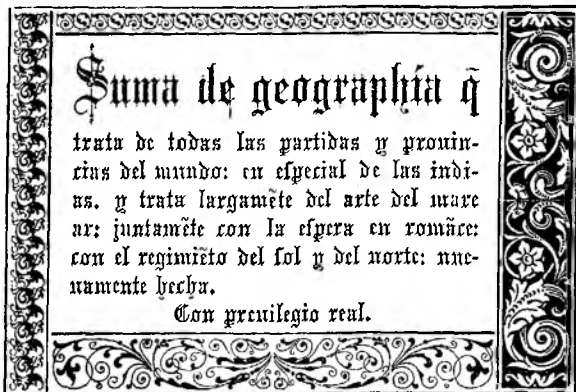 Suma de geographia q̃
trata de todas las partidas y prouin-
cias del mundo: en eſpecial de las indi-
as. y trata largamẽte del arte del mare
ar: juntamẽte con la eſpera en romãce:
con el regimiẽto del ſol y del norte: nue-
uamente hecha.
Con preuilegio real.